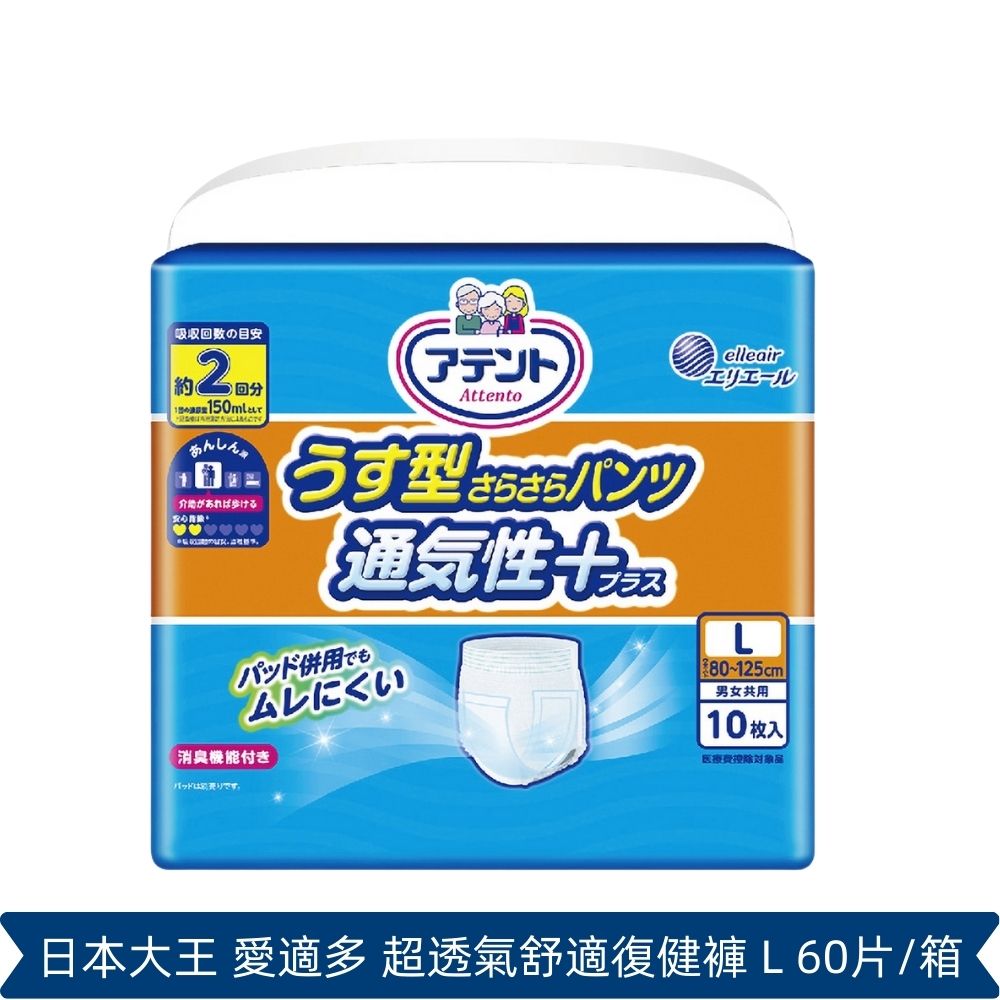 吸収回数の目安
約2回分
1回の排尿量150mlとして
あんしん
介助があれば歩ける
アテント
Attento
elleair
エリエール
うす型さらさらパンツ
通気性+プラス
パッド併用でも
ムレにくい
消臭機能付き
パッドは別売りです。
L
80~125cm
男女共用
10枚入
医療費控除対象品
日本大王 愛適多 超透氣舒適復健褲 L 60片/箱